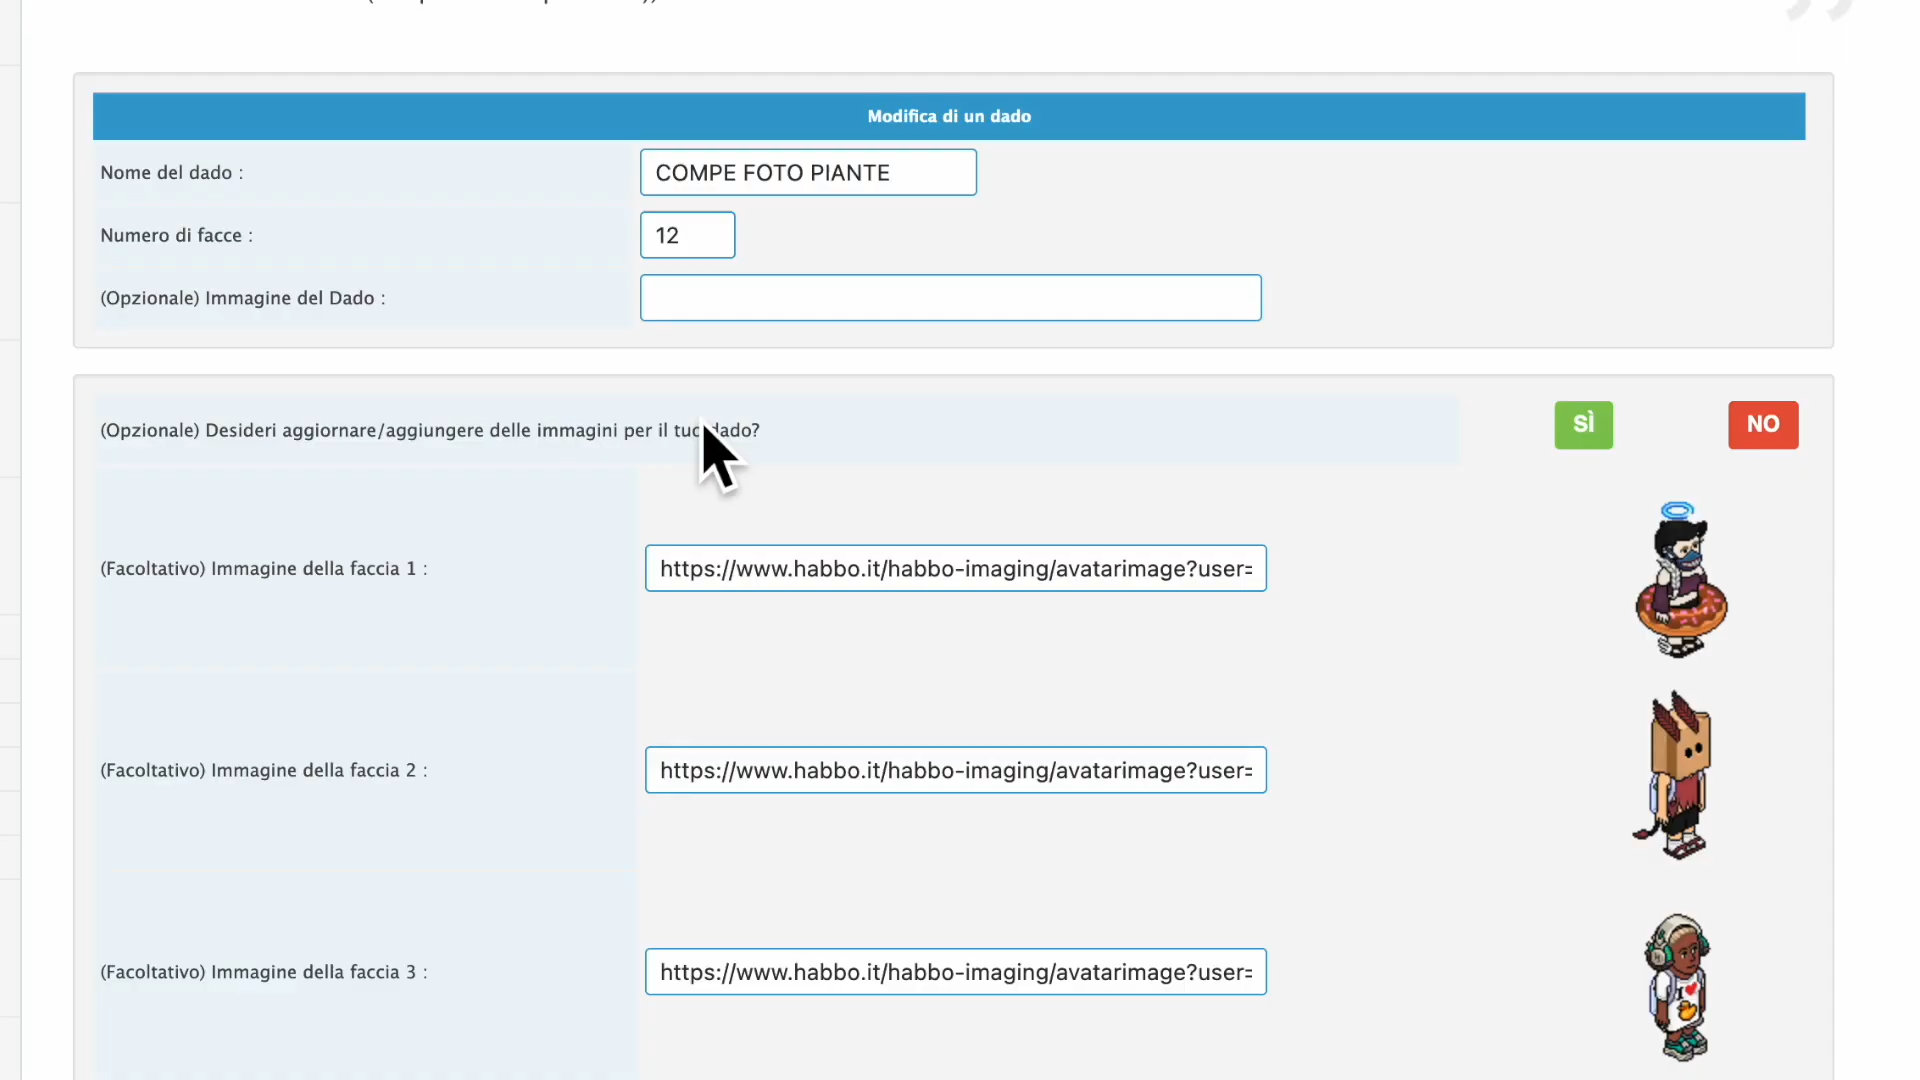 Modifica di un dado
Nome del dado :
COMPE FOTO PIANTE
Numero di facce :
12
(Opzionale) Immagine del Dado :
(Opzionale) Desideri aggiornare/aggiungere delle immagini per il tuo dado?
SÌ
NO
(Facoltativo) Immagine della faccia 1 :
https://www.habbo.it/habbo-imaging/avatarimage?user=
(Facoltativo) Immagine della faccia 2 :
https://www.habbo.it/habbo-imaging/avatarimage?user=
(Facoltativo) Immagine della faccia 3 :
https://www.habbo.it/habbo-imaging/avatarimage?user=